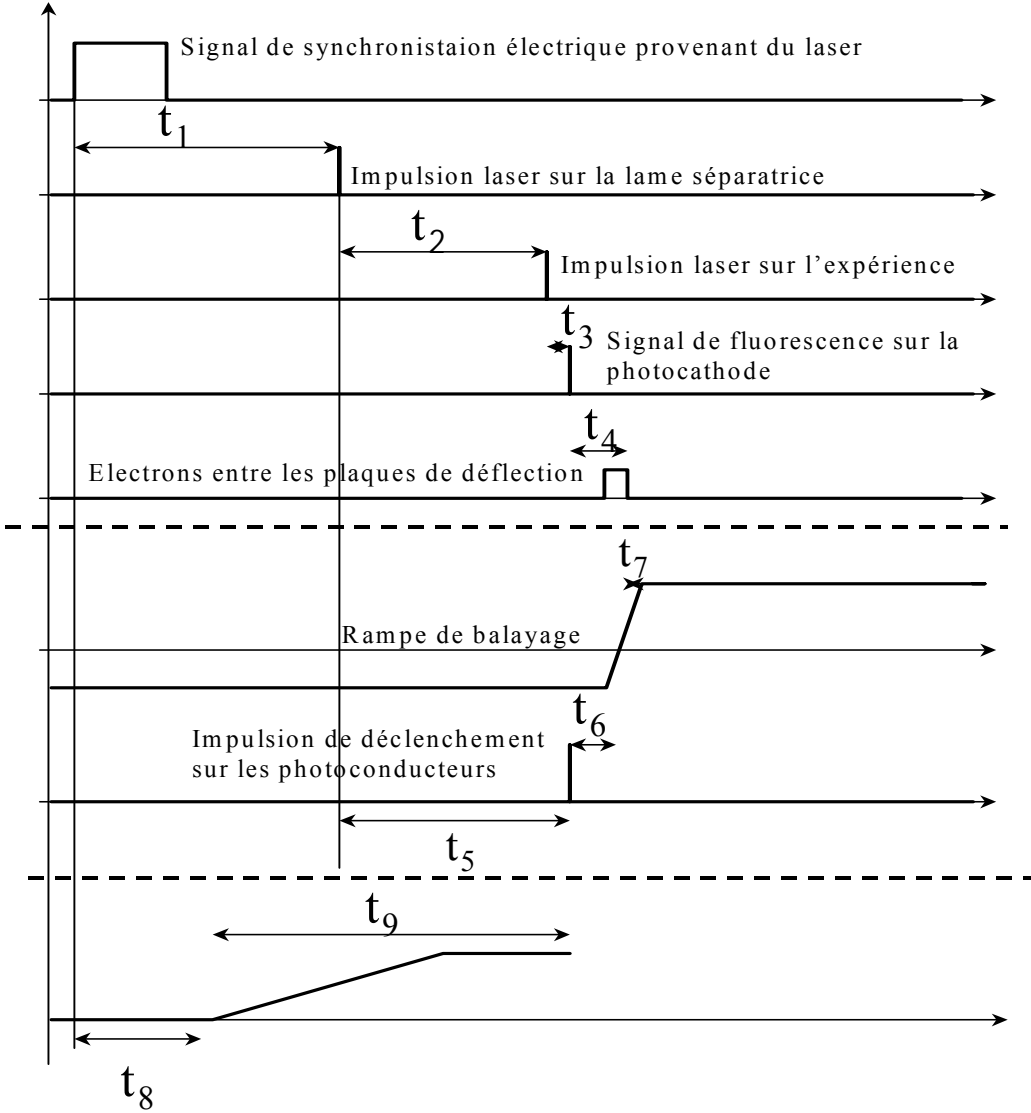 Signal de synchronistaion électrique provenant du laser
t1
Impulsion laser sur la lame séparatrice
t2
Impulsion laser sur l'expérience
t3
Signal de fluorescence sur la
photocathode
t4
Electrons entre les plaques de déflection
t7
Rampe de balayage
t6
Impulsion de déclenchement
sur les photoconducteurs
t5
t9
t8